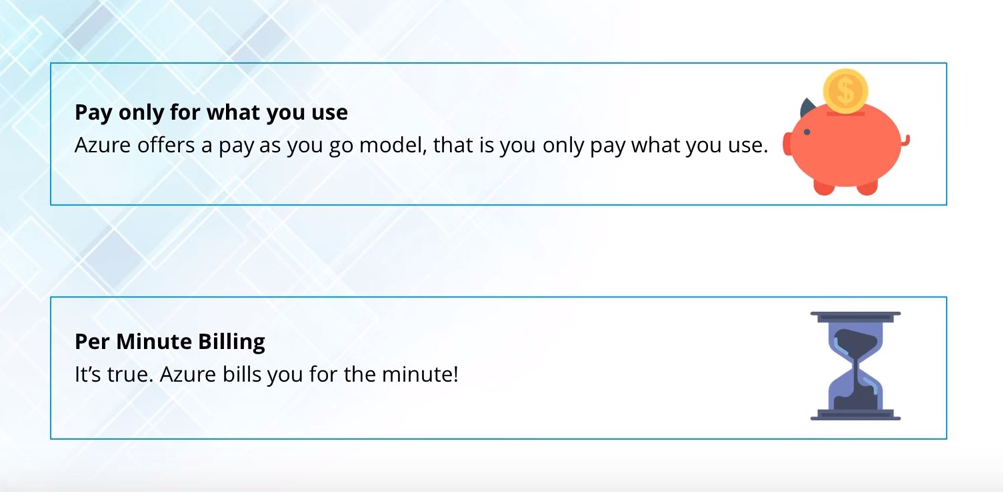 $
Pay only for what you use
Azure offers a pay as you go model, that is you only pay what you use.
Per Minute Billing
It’s true. Azure bills you for the minute!